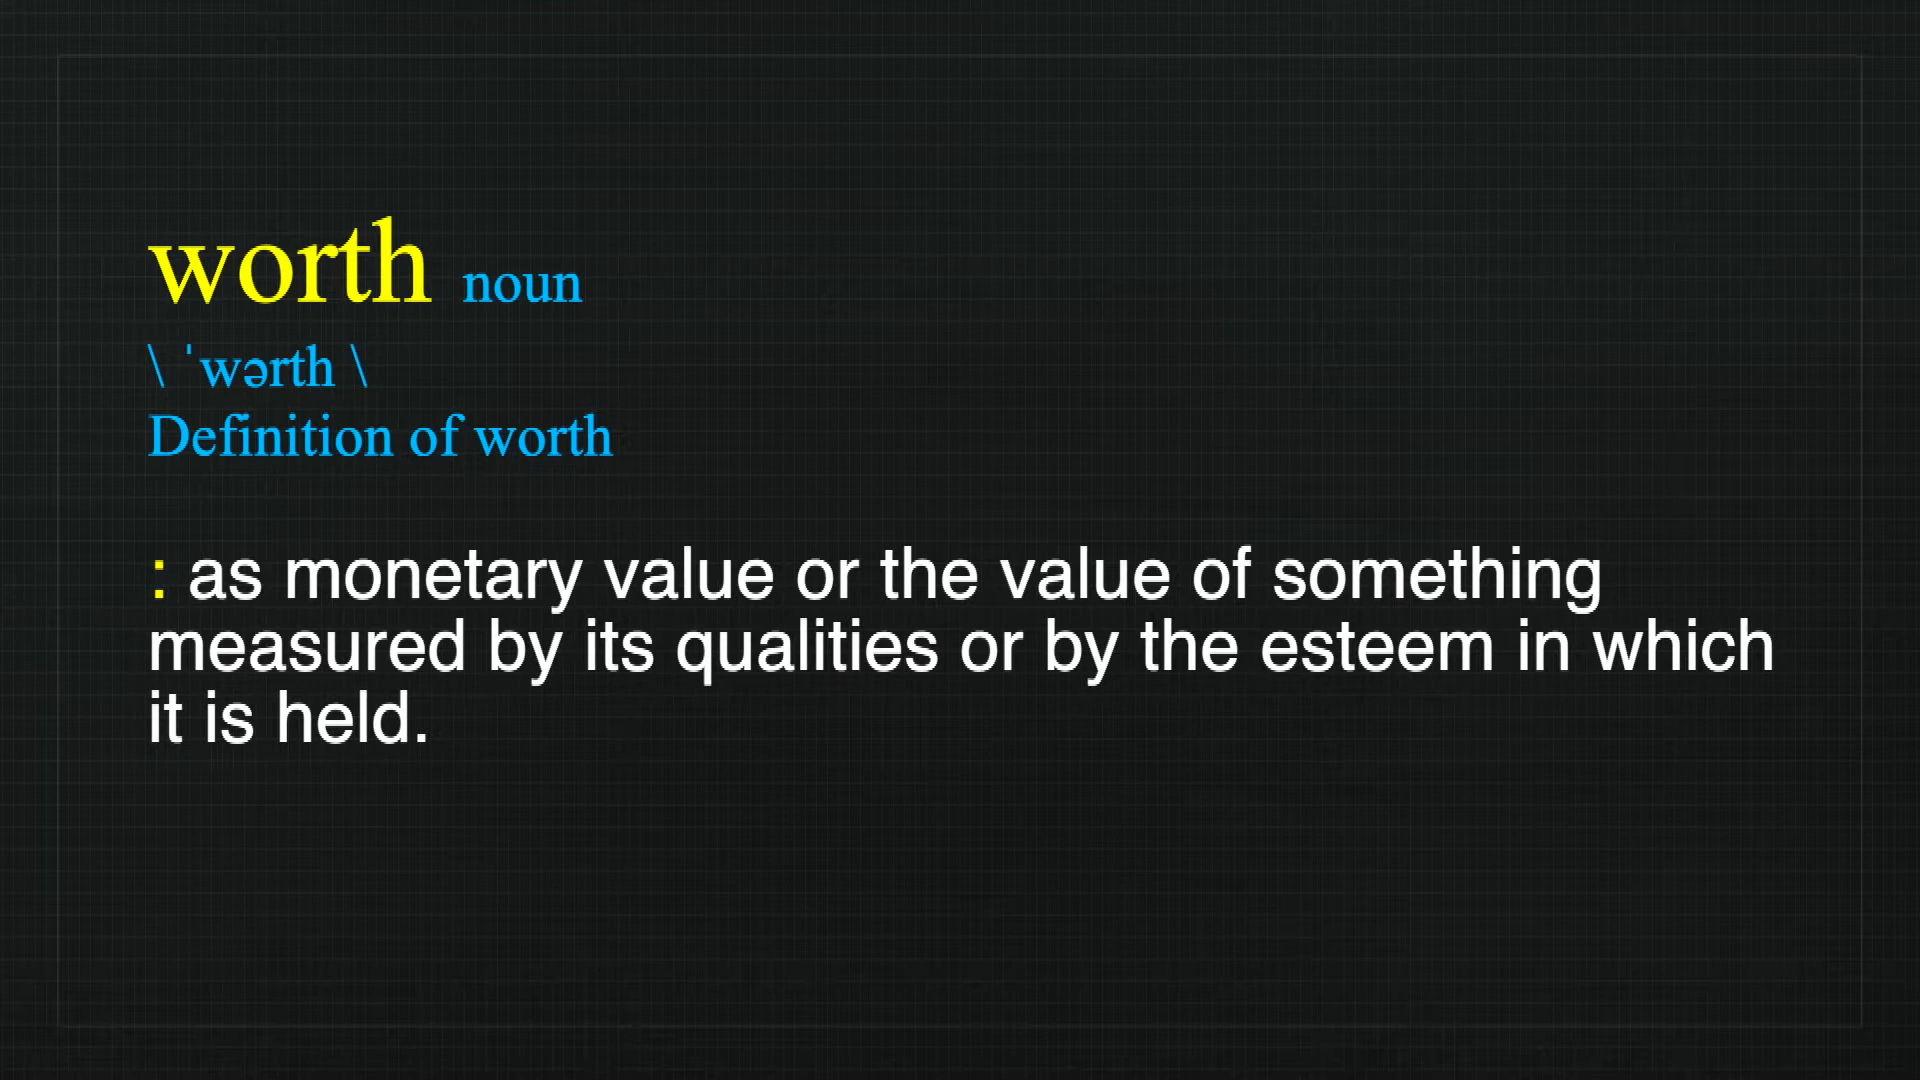 worth noun
\ ˈwərth \
Definition of worth
: as monetary value or the value of something
measured by its qualities or by the esteem in which
it is held.